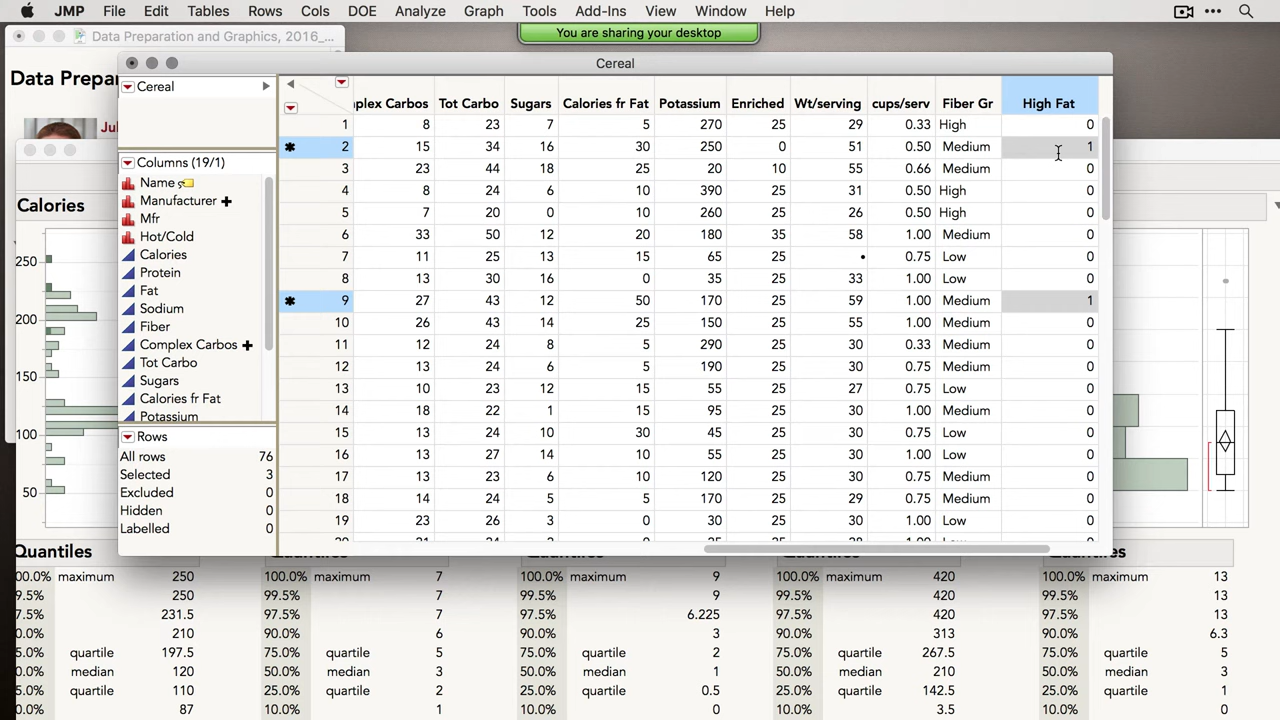 JMP File Edit Tables Rows Cols DOE Analyze Graph Tools Add-Ins View Window Help
You are sharing your desktop
Data Preparation and Graphics, 2016_...
Cereal
Data Prepar
Jul
Cereal
Columns (19/1)
Name
Manufacturer
Mfr
Hot/Cold
Calories
Protein
Fat
Sodium
Fiber
Complex Carbos
Tot Carbo
Sugars
Calories fr Fat
Potassium
Rows
All rows 76
Selected 3
Excluded 0
Hidden 0
Labelled 0
plex Carbos Tot Carbo Sugars Calories fr Fat Potassium Enriched Wt/serving cups/serv Fiber Gr High Fat
1 8 23 7 5 270 25 29 0.33 High 0
2 15 34 16 30 250 0 51 0.50 Medium 1
3 23 44 18 25 20 10 55 0.66 Medium 0
4 8 24 6 10 390 25 31 0.50 High 0
5 7 20 0 10 260 25 26 0.50 High 0
6 33 50 12 20 180 35 58 1.00 Medium 0
7 11 25 13 15 65 25 • 0.75 Low 0
8 13 30 16 0 35 25 33 1.00 Low 0
9 27 43 12 50 170 25 59 1.00 Medium 1
10 26 43 14 25 150 25 55 1.00 Medium 0
11 12 24 8 5 290 25 30 0.33 Medium 0
12 13 24 6 5 190 25 30 0.75 Medium 0
13 10 23 12 15 55 25 27 0.75 Low 0
14 18 22 1 15 95 25 30 0.75 Medium 0
15 13 24 10 30 45 25 30 0.75 Low 0
16 13 27 14 10 55 25 30 1.00 Low 0
17 13 23 6 10 120 25 30 0.75 Medium 0
18 14 24 5 5 170 25 29 0.75 Medium 0
19 23 26 3 0 30 25 30 1.00 Low 0
Calories
250
200
150
100
50
Quantiles
00.0% maximum 250
9.5% 250
7.5% 231.5
0.0% 210
5.0% quartile 197.5
0.0% median 120
5.0% quartile 110
0.0% 87
100.0% maximum 7
99.5% 7
97.5% 7
90.0% 6
75.0% quartile 5
50.0% median 3
25.0% quartile 2
10.0% 1
100.0% maximum 9
99.5% 9
97.5% 6.225
90.0% 3
75.0% quartile 2
50.0% median 1
25.0% quartile 0.5
10.0% 0
100.0% maximum 420
99.5% 420
97.5% 420
90.0% 313
75.0% quartile 267.5
50.0% median 210
25.0% quartile 142.5
10.0% 3.5
100.0% maximum 13
99.5% 13
97.5% 13
90.0% 6.3
75.0% quartile 5
50.0% median 3
25.0% quartile 1
10.0% 0